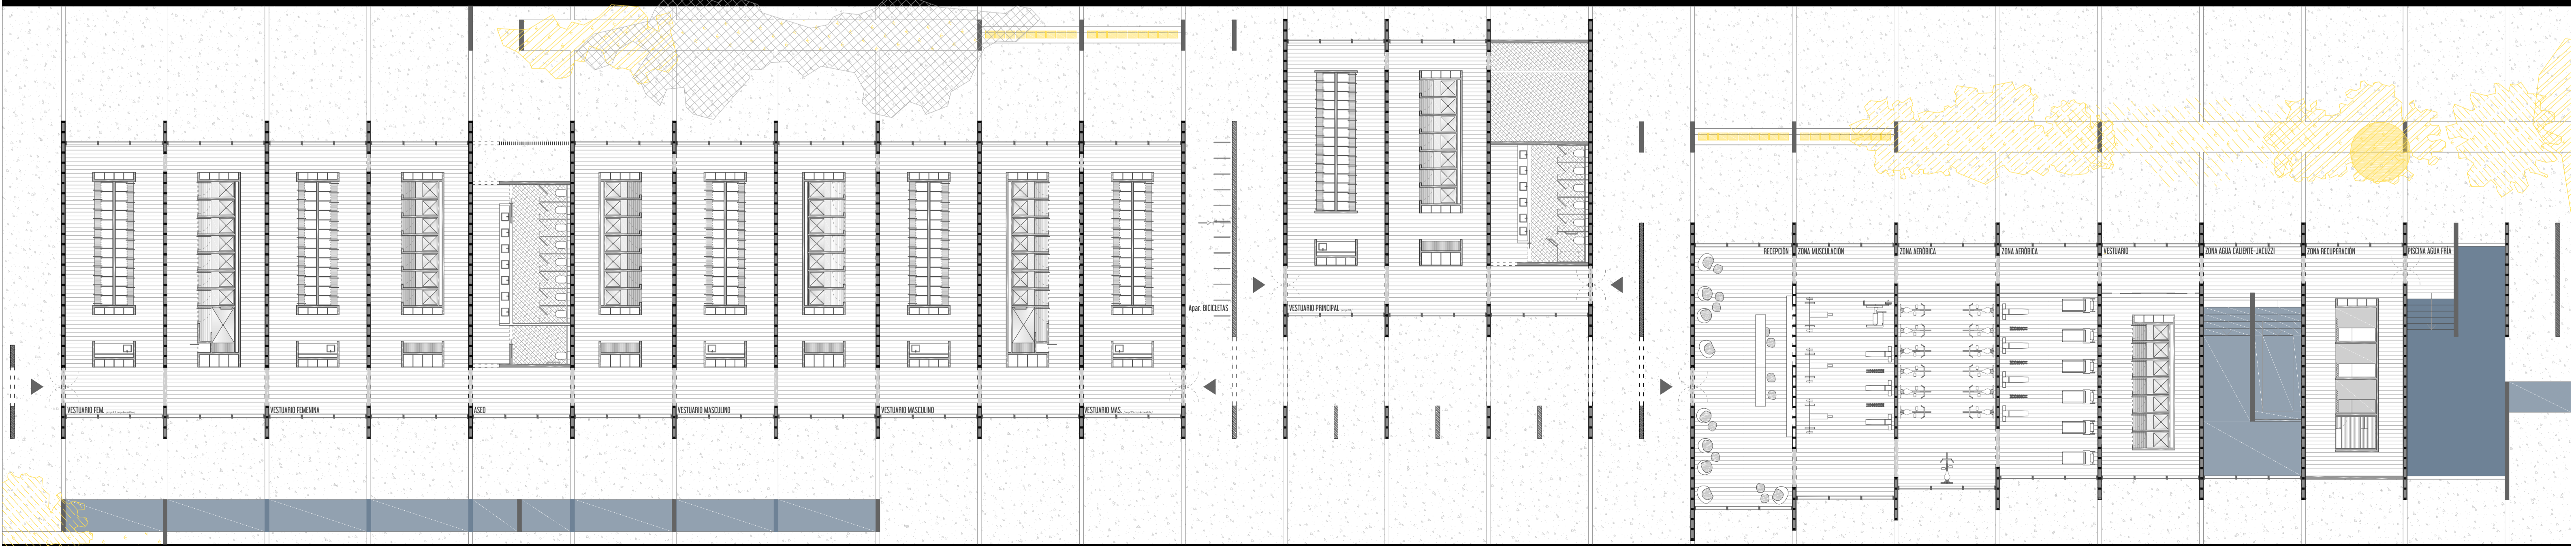 VESTUARIO FEM.
VESTUARIO FEMENINA
ASEO
VESTUARIO MASCULINO
VESTUARIO MASCULINO
VESTUARIO MAS.
Apar. BICICLETAS
VESTUARIO PRINCIPAL
RECEPCIÓN
ZONA MUSCULACIÓN
ZONA AERÓBICA
ZONA AERÓBICA
VESTUARIO
ZONA AGUA CALIENTE-JACUZZI
ZONA RECUPERACIÓN
PISCINA AGUA FRÍA